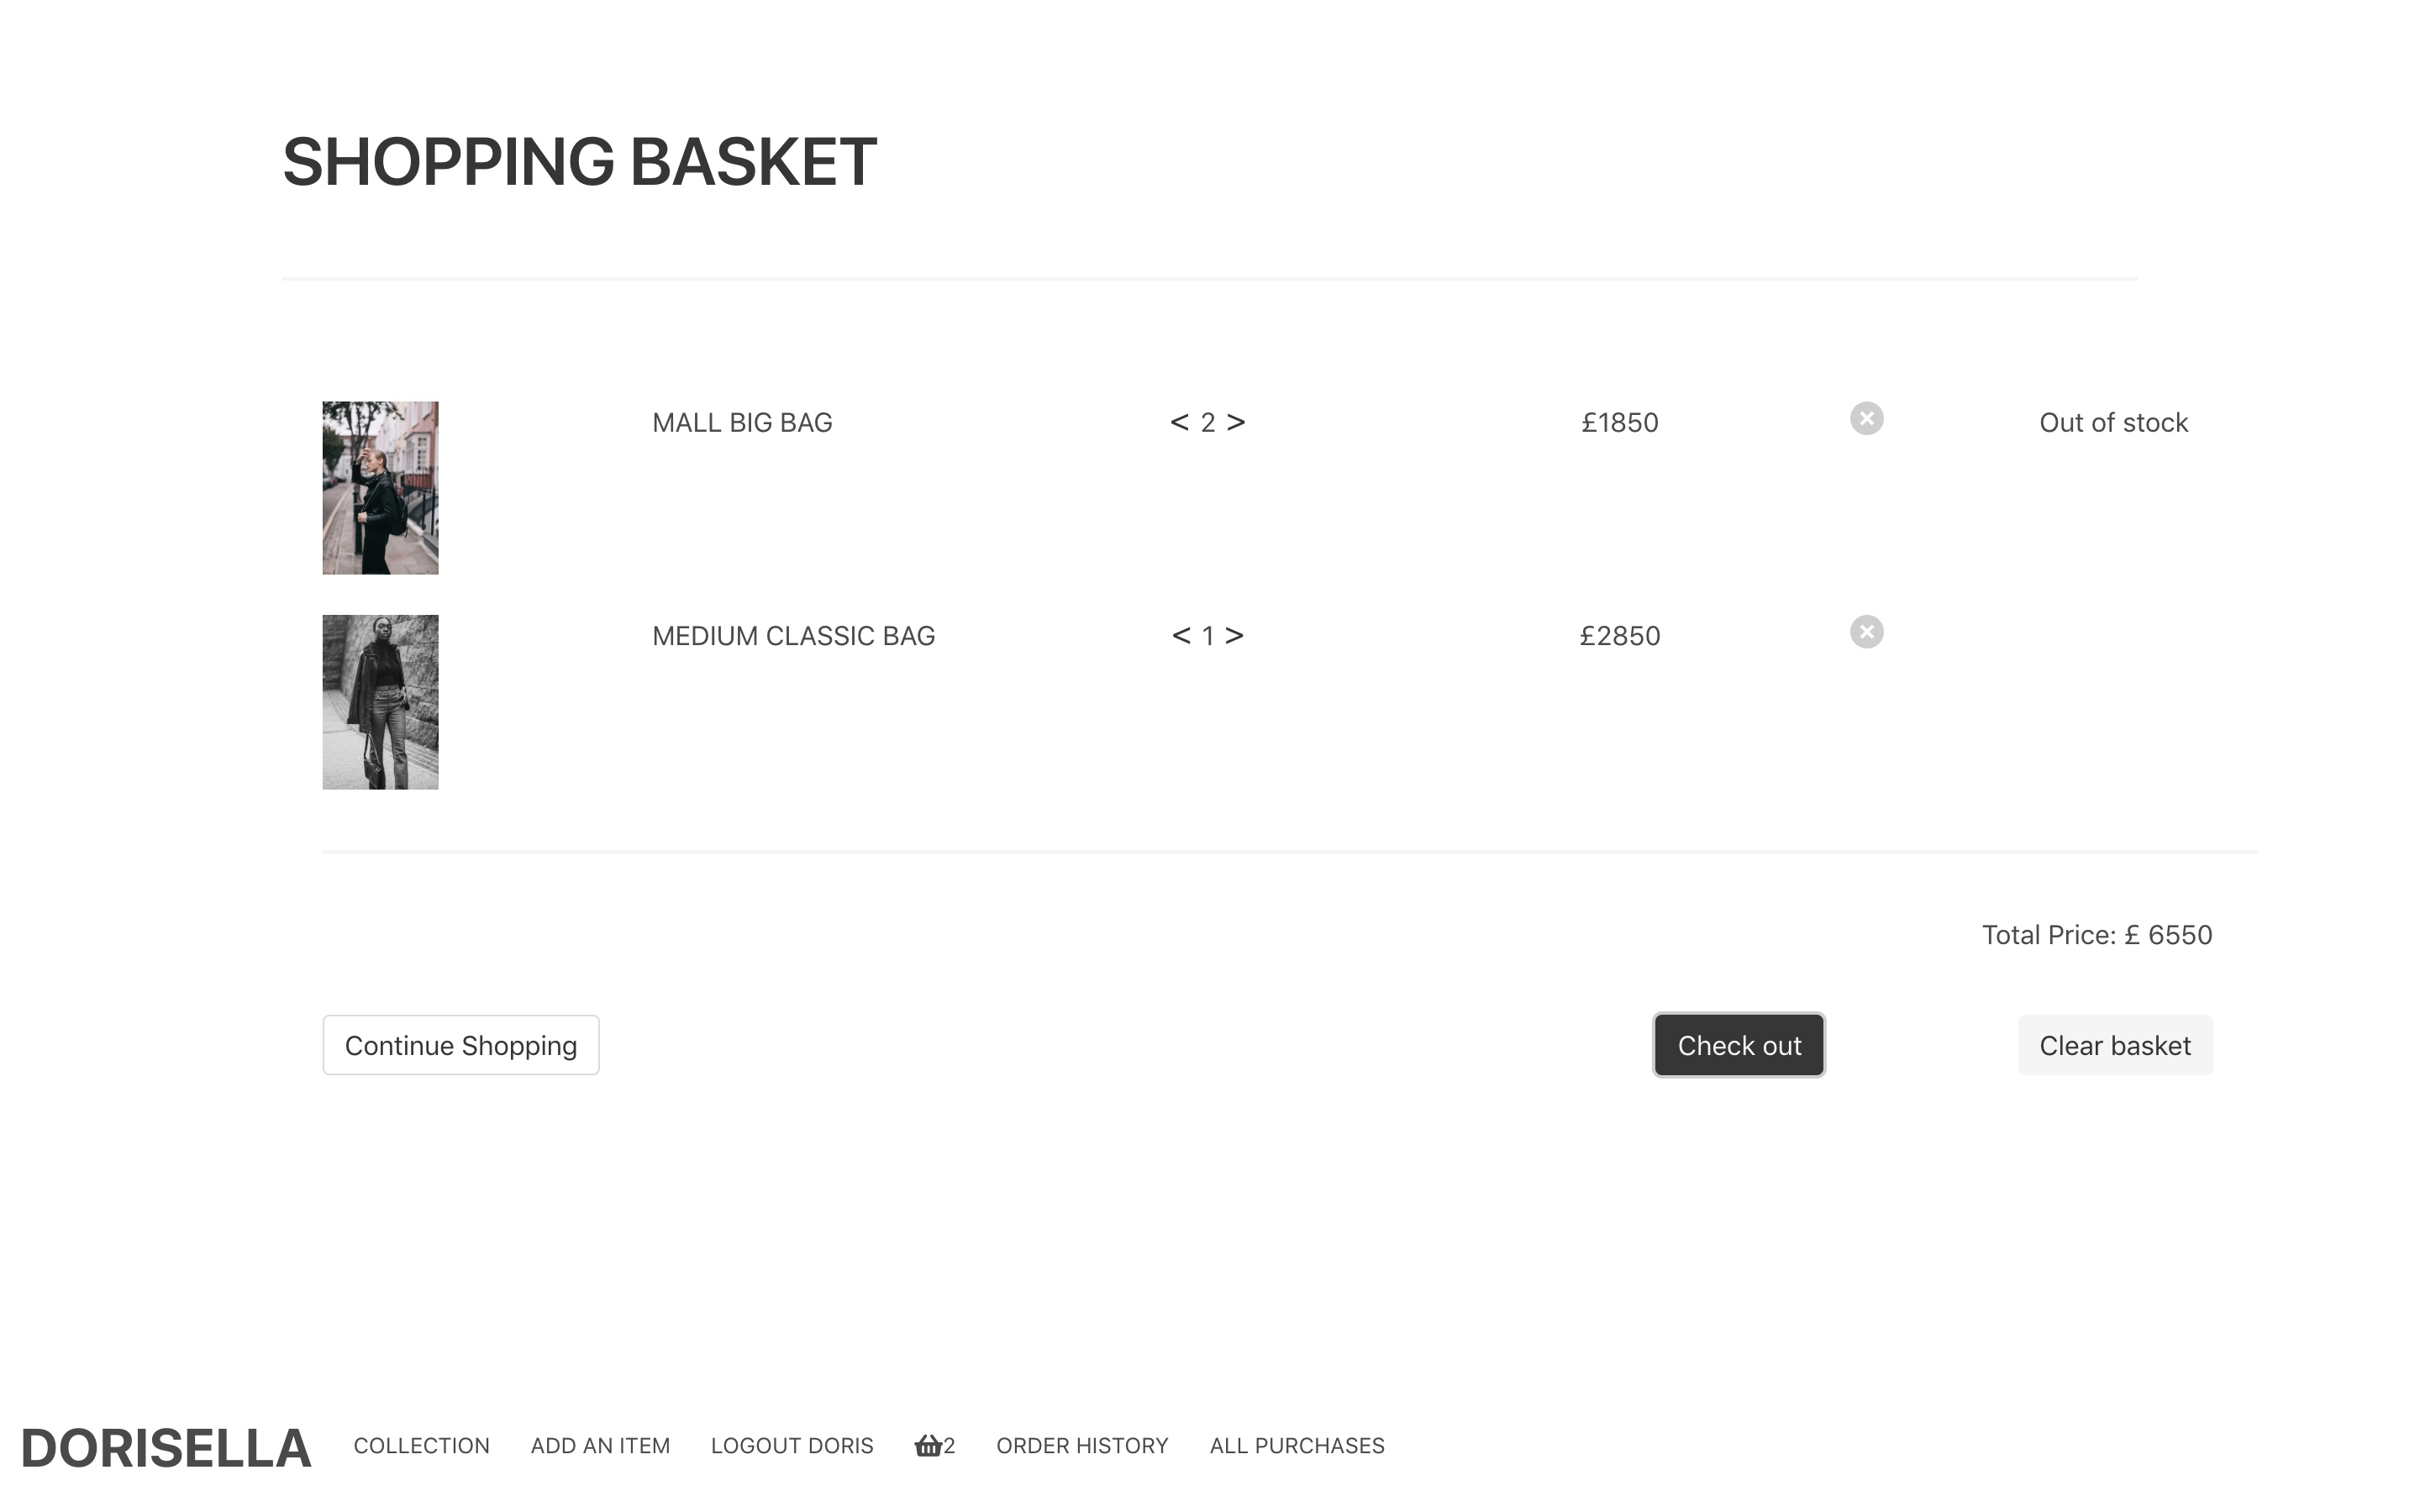 SHOPPING BASKET
MALL BIG BAG < 2 > £1850 Out of stock
MEDIUM CLASSIC BAG < 1 > £2850
Total Price: £ 6550
Continue Shopping Check out Clear basket
DORISELLA COLLECTION ADD AN ITEM LOGOUT DORIS 2 ORDER HISTORY ALL PURCHASES